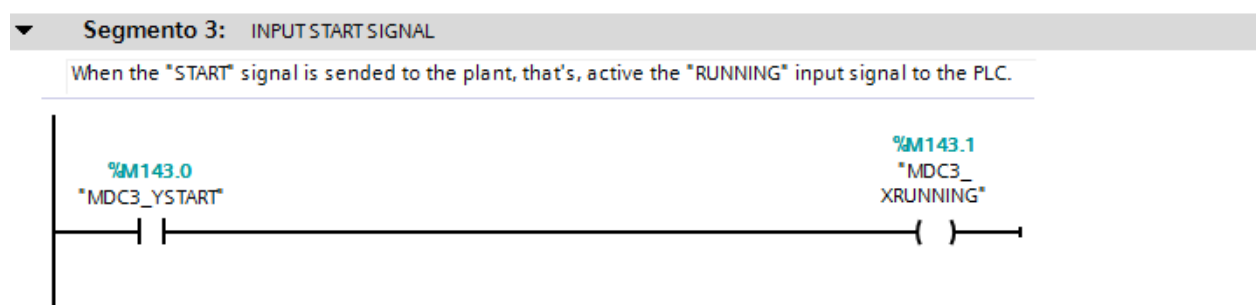 Segmento 3: INPUT START SIGNAL
When the "START" signal is sended to the plant, that's, active the "RUNNING" input signal to the PLC.
%M143.1
%M143.0
"MDC3_
"MDC3_YSTART"
XRUNNING"